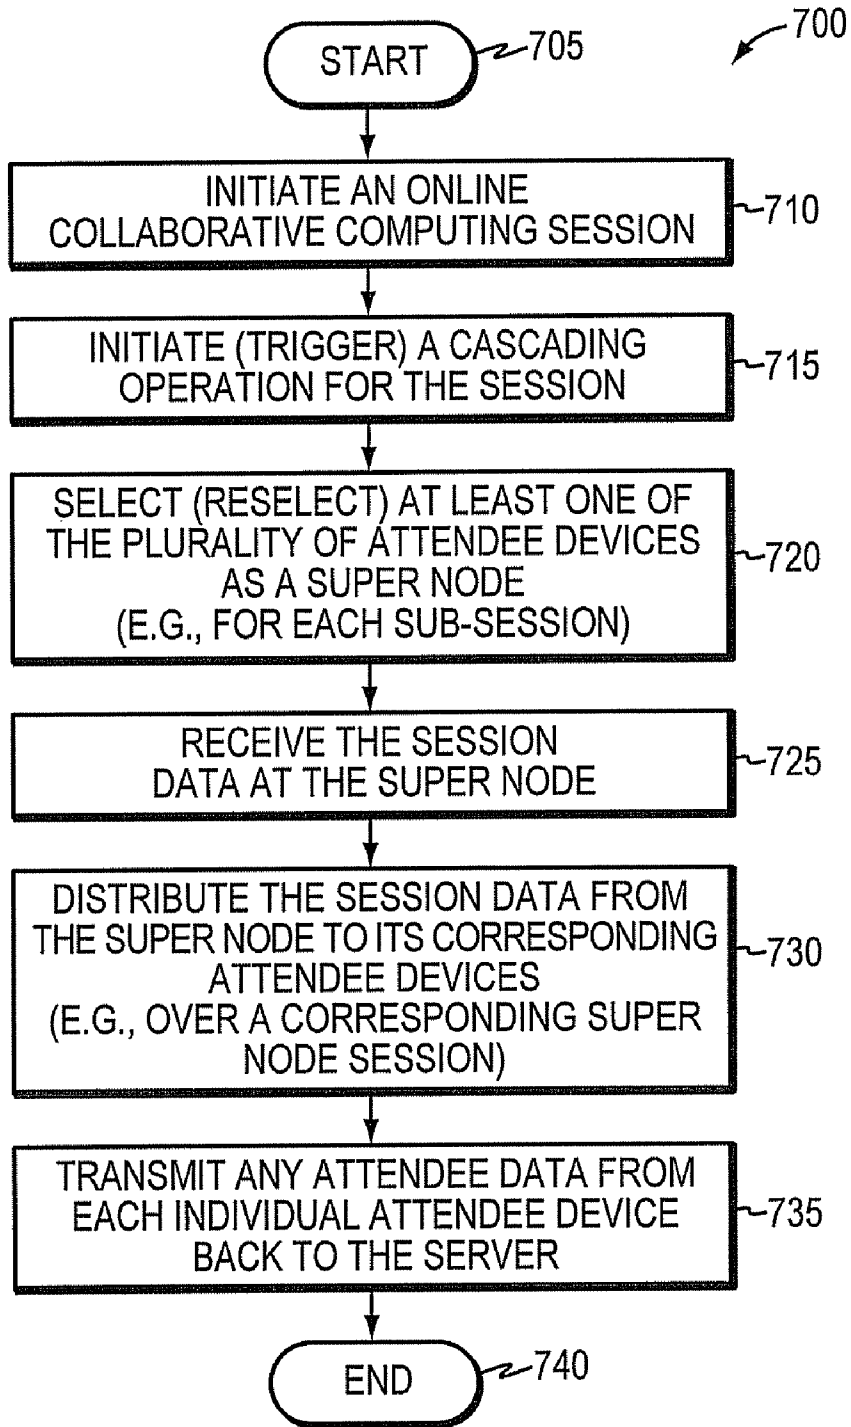 700
START
705
INITIATE AN ONLINE
COLLABORATIVE COMPUTING SESSION
710
INITIATE (TRIGGER) A CASCADING
OPERATION FOR THE SESSION
715
SELECT (RESELECT) AT LEAST ONE OF
THE PLURALITY OF ATTENDEE DEVICES
AS A SUPER NODE
(E.G., FOR EACH SUB-SESSION)
720
RECEIVE THE SESSION
DATA AT THE SUPER NODE
725
DISTRIBUTE THE SESSION DATA FROM
THE SUPER NODE TO ITS CORRESPONDING
ATTENDEE DEVICES
(E.G., OVER A CORRESPONDING SUPER
NODE SESSION)
730
TRANSMIT ANY ATTENDEE DATA FROM
EACH INDIVIDUAL ATTENDEE DEVICE
BACK TO THE SERVER
735
END
740